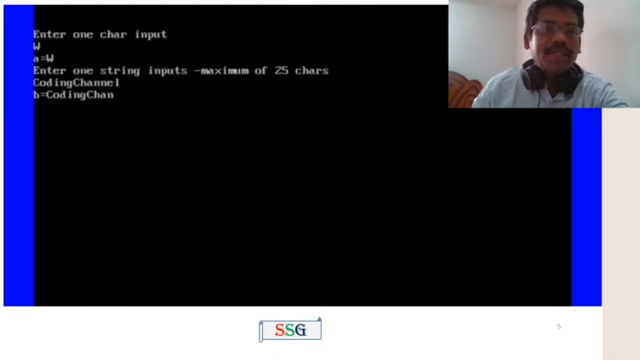 Enter one char input
W
a=W
Enter one string inputs -maximum of 25 chars
CodingChannel
b=CodingChan
SSG
5